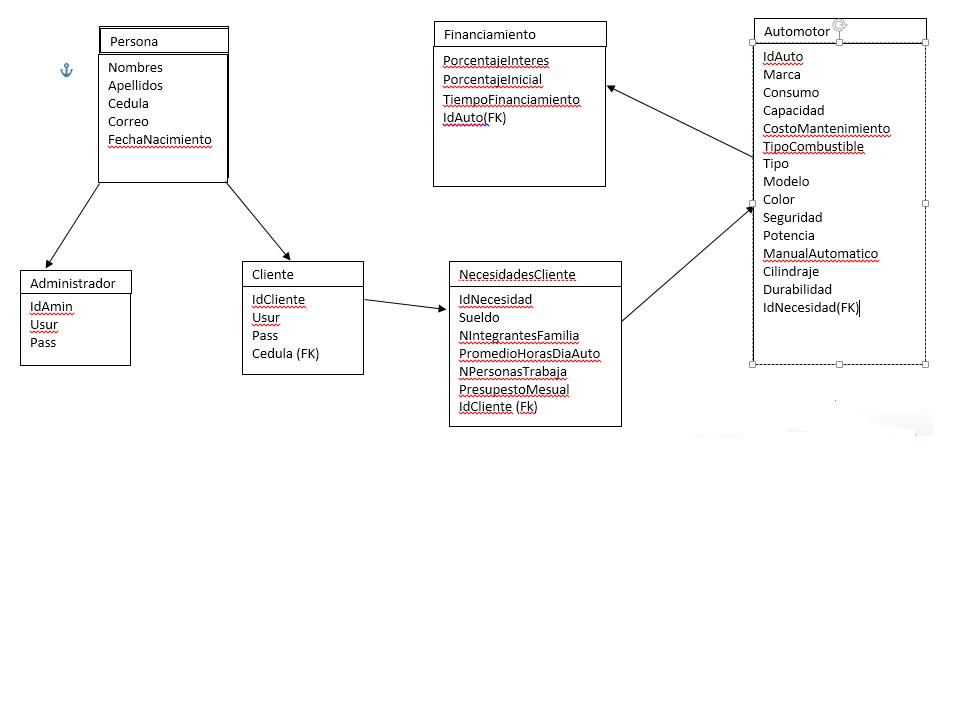 Persona
Nombres
Apellidos
Cedula
Correo
FechaNacimiento
Financiamiento
PorcentajeInteres
PorcentajeInicial
TiempoFinanciamiento
IdAuto(FK)
Automotor
IdAuto
Marca
Consumo
Capacidad
CostoMantenimiento
TipoCombustible
Tipo
Modelo
Color
Seguridad
Potencia
ManualAutomatico
Cilindraje
Durabilidad
IdNecesidad(FK)
Administrador
IdAmin
Usur
Pass
Cliente
IdCliente
Usur
Pass
Cedula (FK)
NecesidadesCliente
IdNecesidad
Sueldo
NIntegrantesFamilia
PromedioHorasDiaAuto
NPersonasTrabaja
PresupestoMesual
IdCliente (Fk)